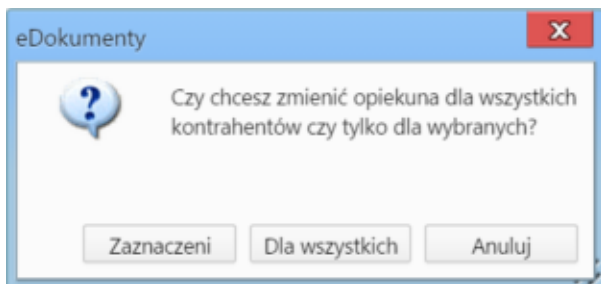 eDokumenty
Czy chcesz zmienić opiekuna dla wszystkich
kontrahentów czy tylko dla wybranych?
Zaznaczeni Dla wszystkich Anuluj